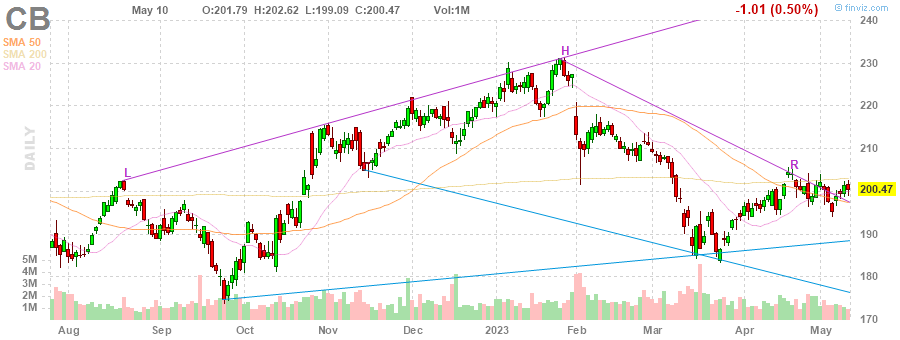 CB May 10 O:201.79 H:202.62 L:199.09 C:200.47 Vol:1M -1.01 (0.50%) finviz.com
SMA 50
SMA 200
SMA 20
DAILY
L
H
R
240
230
220
210
200
190
180
170
200.47
5M
4M
3M
2M
1M
Aug Sep Oct Nov Dec 2023 Feb Mar Apr May